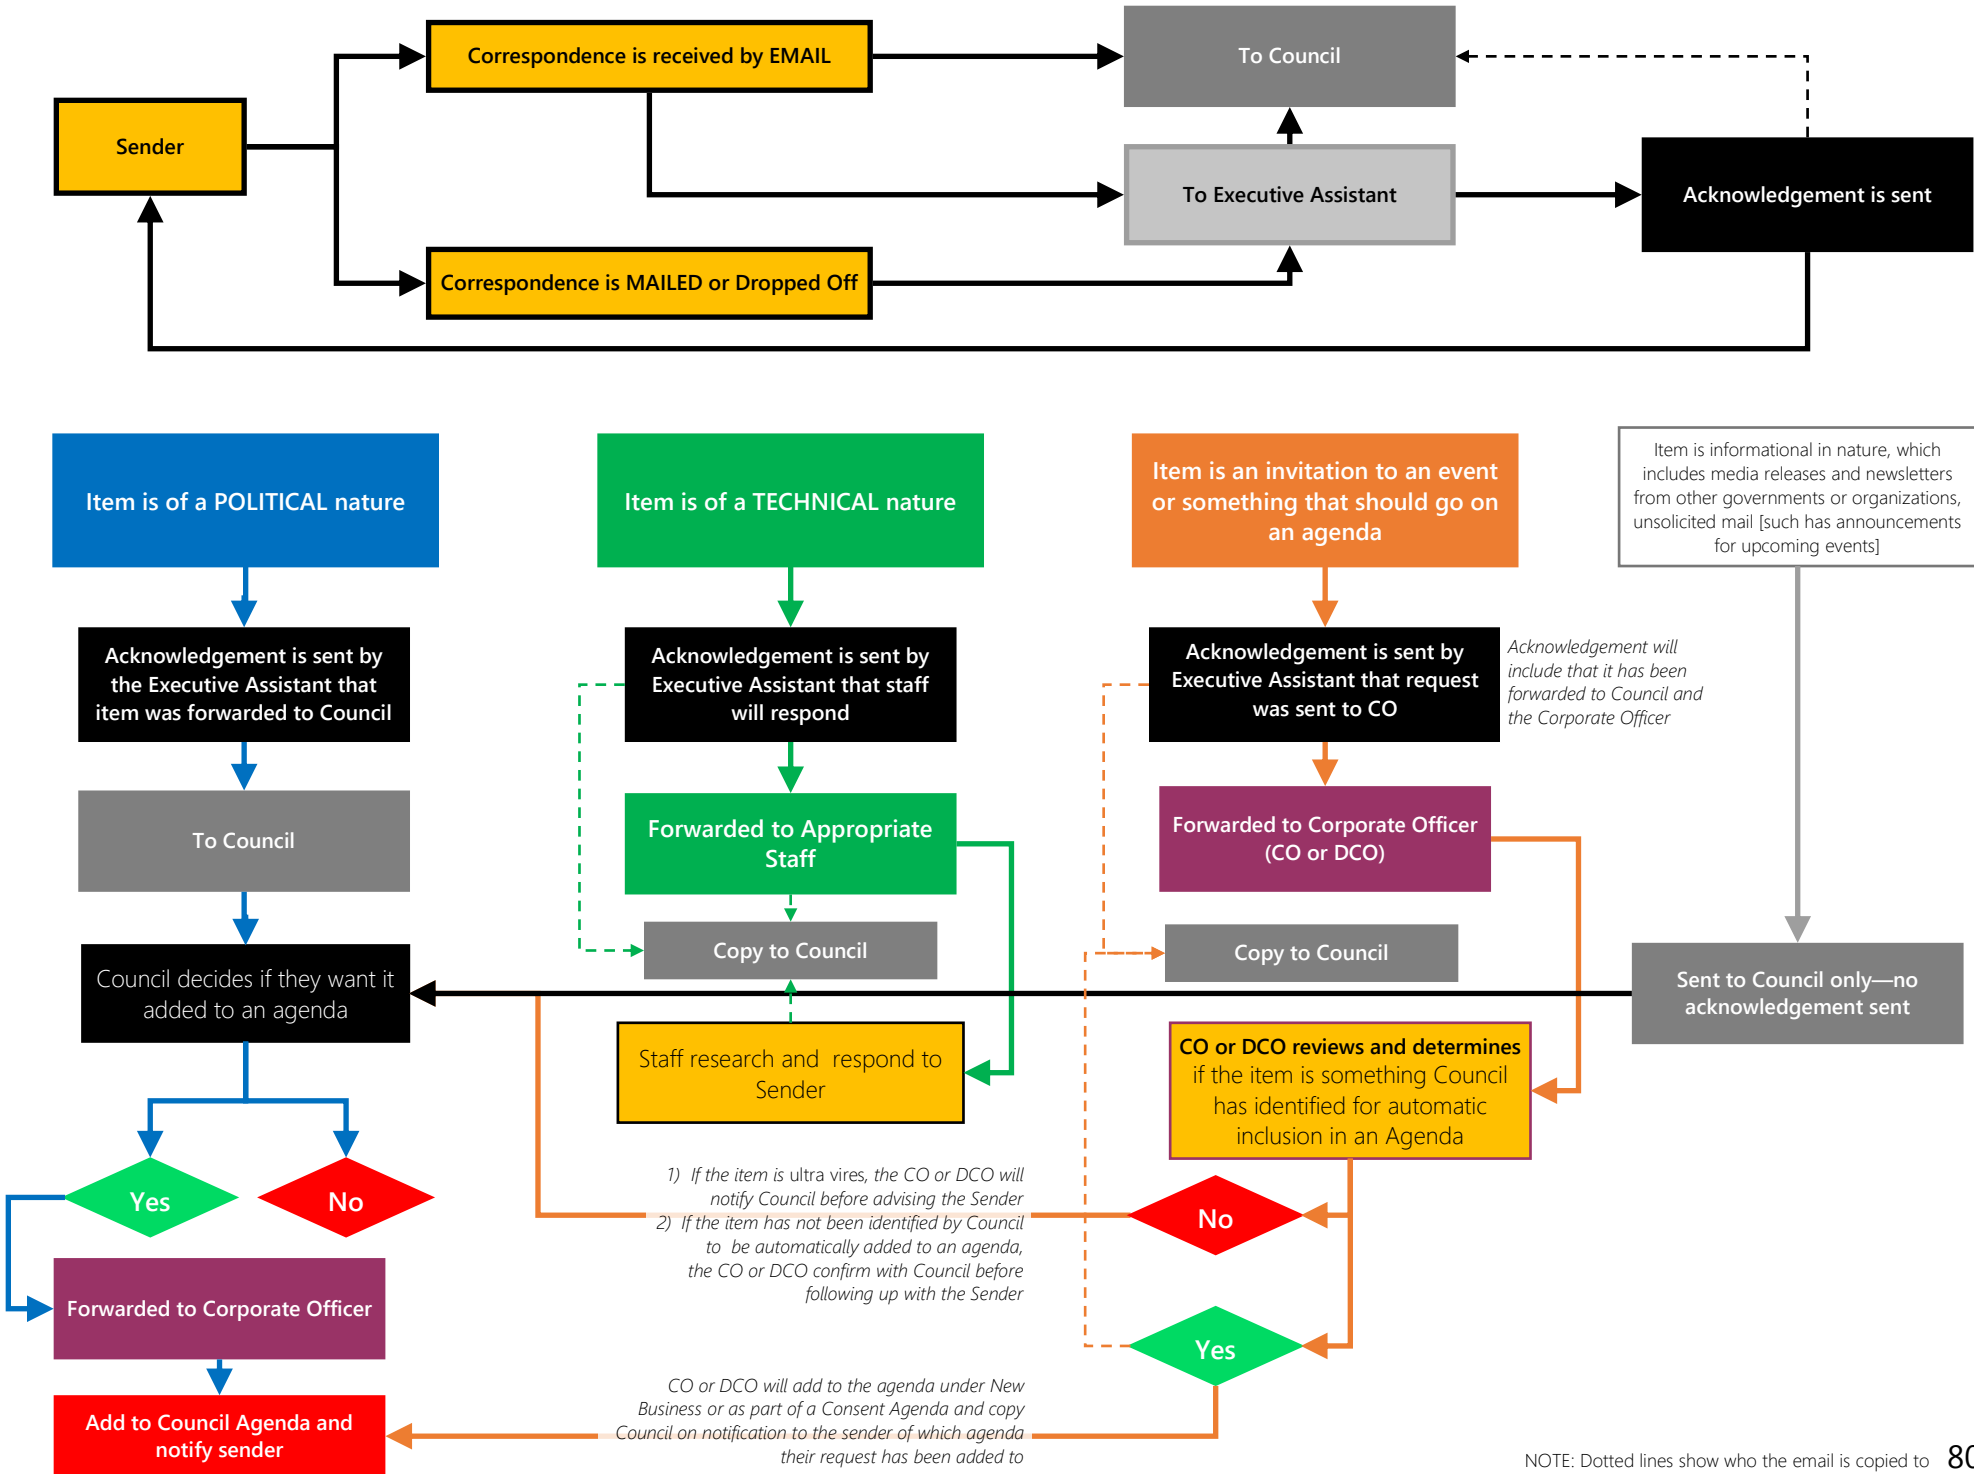 Correspondence is received by EMAIL
To Council
Sender
To Executive Assistant
Acknowledgement is sent
Correspondence is MAILED or Dropped Off
Item is of a POLITICAL nature
Item is of a TECHNICAL nature
Item is an invitation to an event
or something that should go on
an agenda
Item is informational in nature, which
includes media releases and newsletters
from other governments or organizations,
unsolicited mail [such has announcements
for upcoming events]
Acknowledgement is sent by
the Executive Assistant that
item was forwarded to Council
Acknowledgement is sent by
Executive Assistant that staff
will respond
Acknowledgement is sent by
Executive Assistant that request
was sent to CO
Acknowledgement will
include that it has been
forwarded to Council and
the Corporate Officer
To Council
Forwarded to Appropriate
Staff
Forwarded to Corporate Officer
(CO or DCO)
Copy to Council
Copy to Council
Council decides if they want it
added to an agenda
Sent to Council only—no
acknowledgement sent
Staff research and  respond to
Sender
CO or DCO reviews and determines
if the item is something Council
has identified for automatic
inclusion in an Agenda
Yes
No
1)  If the item is ultra vires, the CO or DCO will
notify Council before advising the Sender
2)  If the item has not been identified by Council
to  be automatically added to an agenda,
the CO or DCO confirm with Council before
following up with the Sender
No
Forwarded to Corporate Officer
Yes
Add to Council Agenda and
notify sender
CO or DCO will add to the agenda under New
Business or as part of a Consent Agenda and copy
Council on notification to the sender of which agenda
their request has been added to
NOTE: Dotted lines show who the email is copied to
80